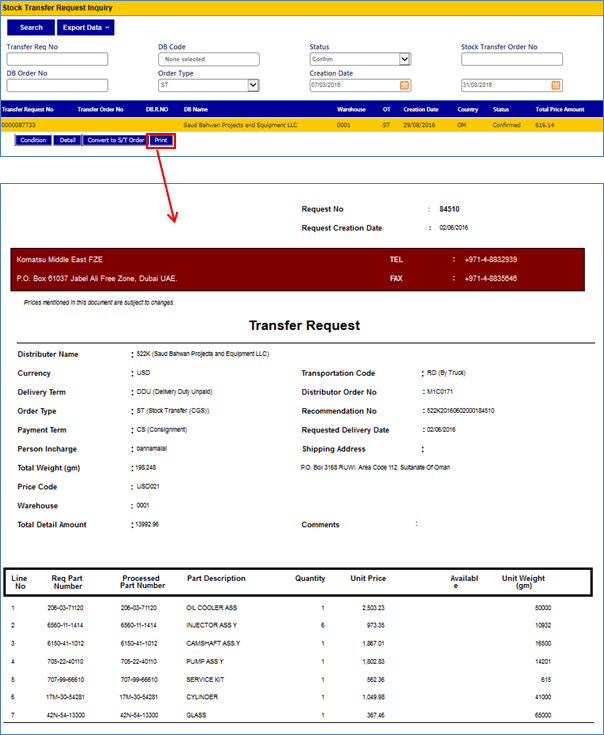 Stock Transfer Request Inquiry
Search Export Data
Transfer Req No DB Code Status Stock Transfer Order No
None selected Confrim
DB Order No Order Type Creation Date
ST 07/03/2016 31/08/2016
Transfer Request No Transfer Order No DB.R.NO DB Name Warehouse OT Creation Date Country Status Total Price Amount
0000087733 Saud Bahwan Projects and Equipment LLC 0001 ST 29/08/2016 OM Confirmed 616.14
Condition Detail Convert to S/T Order Print
Request No : 84510
Request Creation Date : 02/06/2016
Komatsu Middle East FZE TEL : +971-4-8832939
P.O. Box 61037 Jabel Ali Free Zone, Dubai UAE. FAX : +971-4-8835646
Prices mentioned in this document are subject to changes.
Transfer Request
Distributer Name : 522K (Saud Bahwan Projects and Equipment LLC)
Currency : USD Transportation Code : RD (By Truck)
Delivery Term : DDU (Delivery Duty Unpaid) Distributor Order No : M1C0171
Order Type : ST (Stock Transfer (CGS)) Recommendation No : 522K20160602000184510
Payment Term : CS (Consignment) Requested Delivery Date : 02/06/2016
Person Incharge : bannamalai Shipping Address :
Total Weight (gm) : 198,248 P.O. Box 3168 RUWI. Area Code 112. Sultanate Of Oman
Price Code : USD021
Warehouse : 0001
Total Detail Amount : 13992.96 Comments :
Line No Req Part Number Processed Part Number Part Description Quantity Unit Price Available Unit Weight (gm)
1 206-03-71120 206-03-71120 OIL COOLER ASS 1 2,503.23 50000
2 6560-11-1414 6560-11-1414 INJECTOR ASS Y 6 973.35 10932
3 6150-41-1012 6150-41-1012 CAMSHAFT ASS Y 1 1,867.01 16500
4 705-22-40110 705-22-40110 PUMP ASS Y 1 1,802.83 14201
5 707-99-66610 707-99-66610 SERVICE KIT 1 562.36 615
6 17M-30-54281 17M-30-54281 CYLINDER 1 1,049.98 41000
7 42N-54-13300 42N-54-13300 GLASS 1 367.46 65000